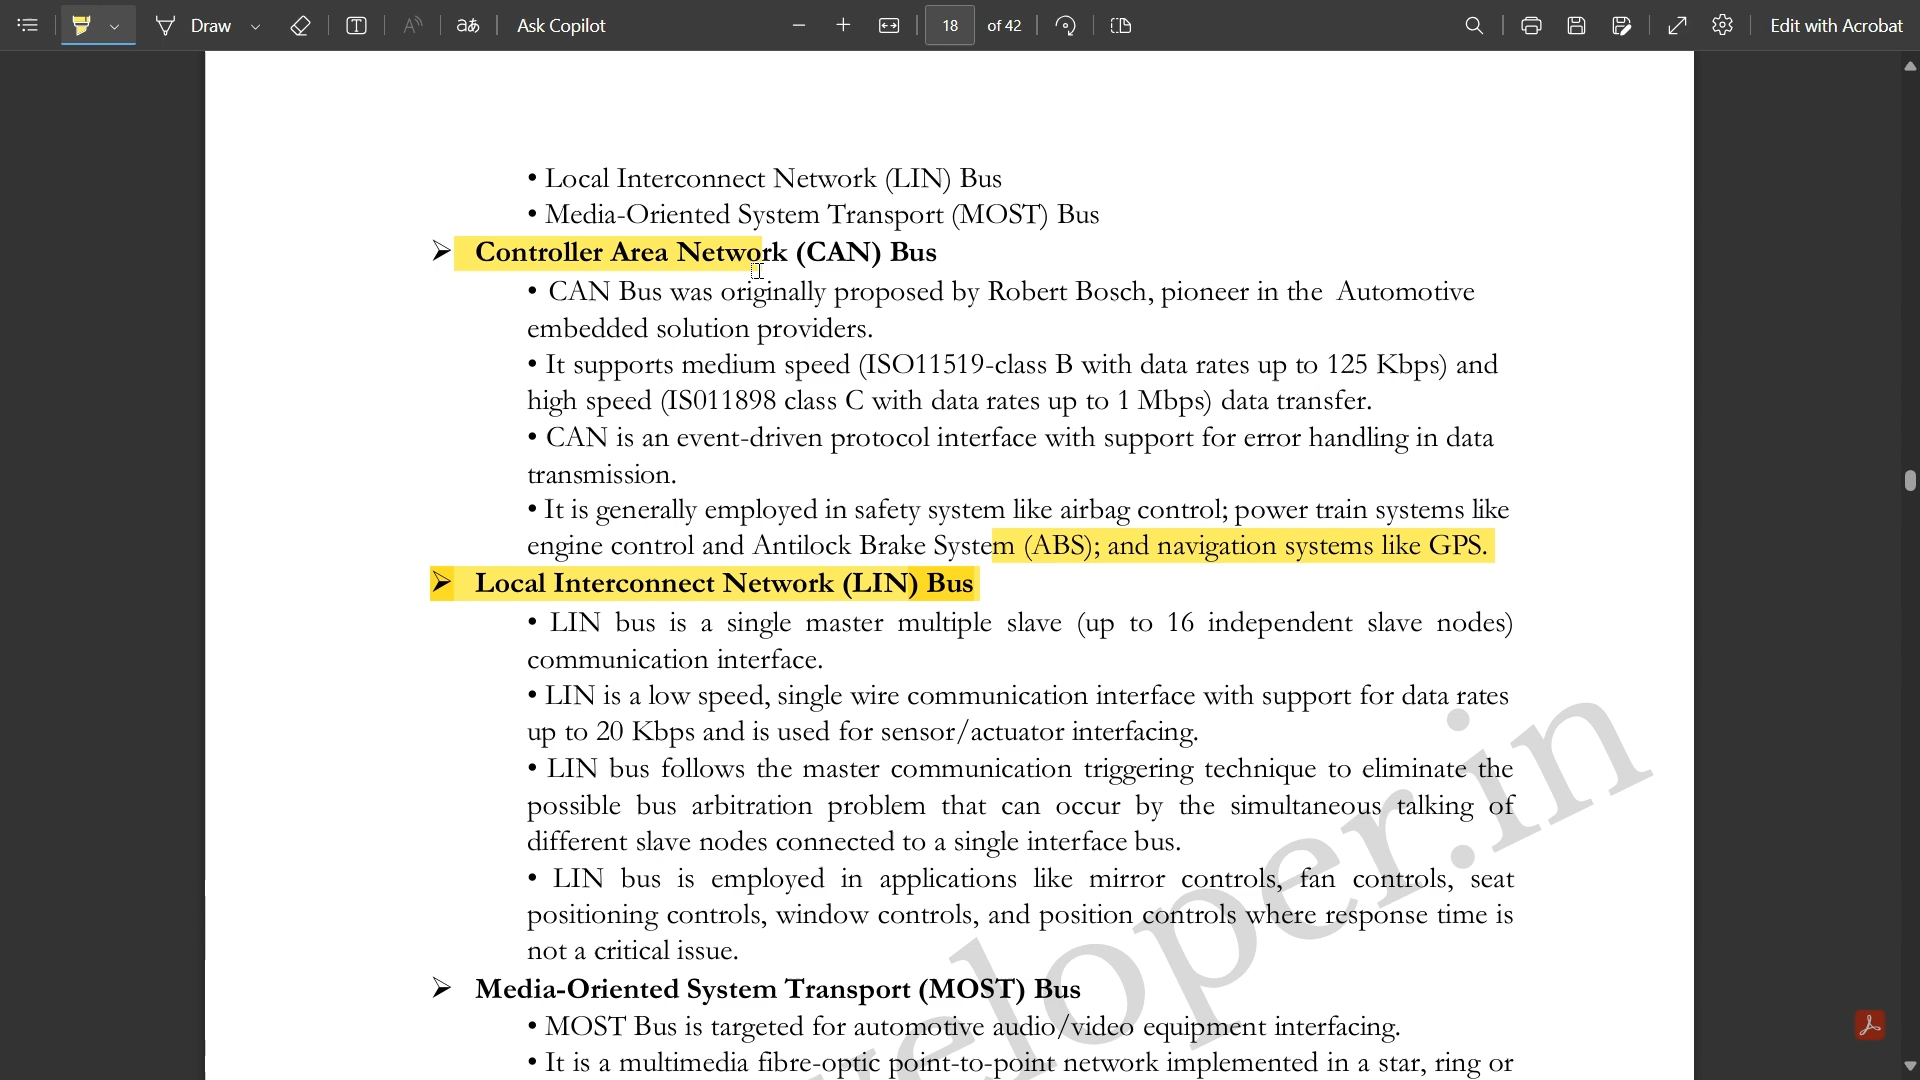 Draw
aあ
Ask Copilot
18 of 42
Edit with Acrobat
• Local Interconnect Network (LIN) Bus
• Media-Oriented System Transport (MOST) Bus
➢ Controller Area Network (CAN) Bus
• CAN Bus was originally proposed by Robert Bosch, pioneer in the Automotive
embedded solution providers.
• It supports medium speed (ISO11519-class B with data rates up to 125 Kbps) and
high speed (IS011898 class C with data rates up to 1 Mbps) data transfer.
• CAN is an event-driven protocol interface with support for error handling in data
transmission.
• It is generally employed in safety system like airbag control; power train systems like
engine control and Antilock Brake System (ABS); and navigation systems like GPS.
➢ Local Interconnect Network (LIN) Bus
• LIN bus is a single master multiple slave (up to 16 independent slave nodes)
communication interface.
• LIN is a low speed, single wire communication interface with support for data rates
up to 20 Kbps and is used for sensor/actuator interfacing.
• LIN bus follows the master communication triggering technique to eliminate the
possible bus arbitration problem that can occur by the simultaneous talking of
different slave nodes connected to a single interface bus.
• LIN bus is employed in applications like mirror controls, fan controls, seat
positioning controls, window controls, and position controls where response time is
not a critical issue.
➢ Media-Oriented System Transport (MOST) Bus
• MOST Bus is targeted for automotive audio/video equipment interfacing.
• It is a multimedia fibre-optic point-to-point network implemented in a star, ring or
veloper.in